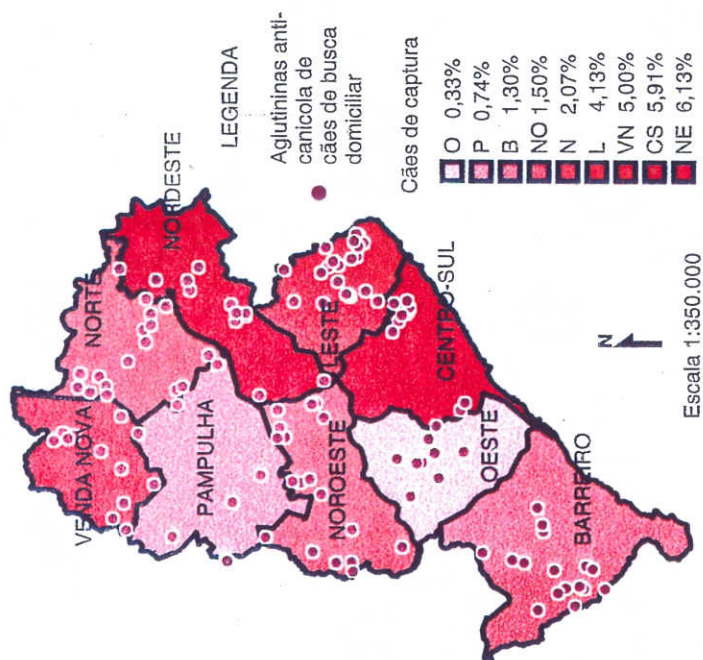 VENDA NOVA
NORTE
NORDESTE
PAMPULHA
NOROESTE
LESTE
CENTRO-SUL
OESTE
BARREIRO
LEGENDA
Aglutininas anti-
canicola de
cães de busca
domiciliar
Cães de captura
O 0,33%
P 0,74%
B 1,30%
NO 1,50%
N 2,07%
L 4,13%
VN 5,00%
CS 5,91%
NE 6,13%
N
Escala 1:350.000